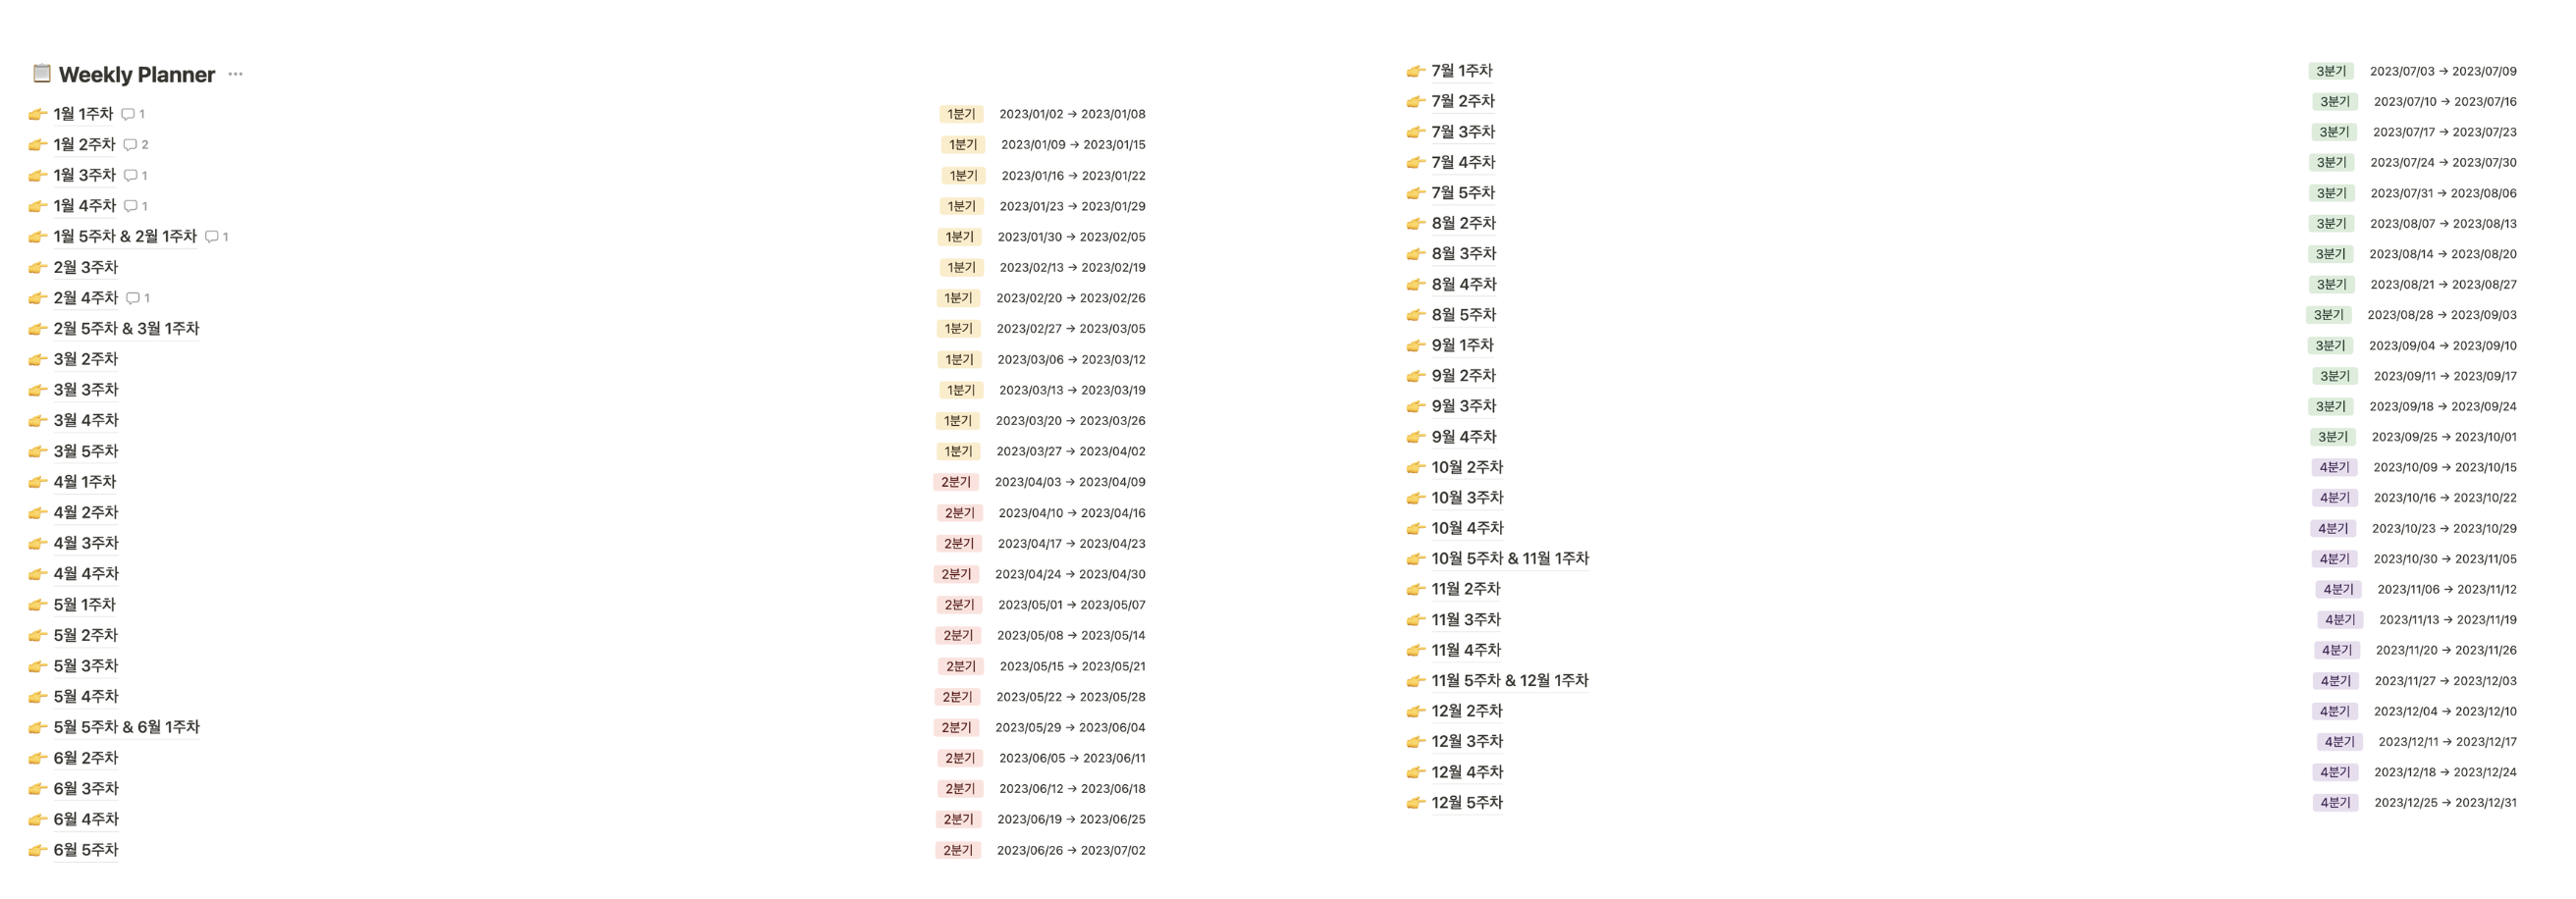 Weekly Planner ...
1월 1주차 1 1분기 2023/01/02 → 2023/01/08
1월 2주차 2 1분기 2023/01/09 → 2023/01/15
1월 3주차 1 1분기 2023/01/16 → 2023/01/22
1월 4주차 1 1분기 2023/01/23 → 2023/01/29
1월 5주차 & 2월 1주차 1 1분기 2023/01/30 → 2023/02/05
2월 3주차 1분기 2023/02/13 → 2023/02/19
2월 4주차 1 1분기 2023/02/20 → 2023/02/26
2월 5주차 & 3월 1주차 1분기 2023/02/27 → 2023/03/05
3월 2주차 1분기 2023/03/06 → 2023/03/12
3월 3주차 1분기 2023/03/13 → 2023/03/19
3월 4주차 1분기 2023/03/20 → 2023/03/26
3월 5주차 1분기 2023/03/27 → 2023/04/02
4월 1주차 2분기 2023/04/03 → 2023/04/09
4월 2주차 2분기 2023/04/10 → 2023/04/16
4월 3주차 2분기 2023/04/17 → 2023/04/23
4월 4주차 2분기 2023/04/24 → 2023/04/30
5월 1주차 2분기 2023/05/01 → 2023/05/07
5월 2주차 2분기 2023/05/08 → 2023/05/14
5월 3주차 2분기 2023/05/15 → 2023/05/21
5월 4주차 2분기 2023/05/22 → 2023/05/28
5월 5주차 & 6월 1주차 2분기 2023/05/29 → 2023/06/04
6월 2주차 2분기 2023/06/05 → 2023/06/11
6월 3주차 2분기 2023/06/12 → 2023/06/18
6월 4주차 2분기 2023/06/19 → 2023/06/25
6월 5주차 2분기 2023/06/26 → 2023/07/02
7월 1주차 3분기 2023/07/03 → 2023/07/09
7월 2주차 3분기 2023/07/10 → 2023/07/16
7월 3주차 3분기 2023/07/17 → 2023/07/23
7월 4주차 3분기 2023/07/24 → 2023/07/30
7월 5주차 3분기 2023/07/31 → 2023/08/06
8월 2주차 3분기 2023/08/07 → 2023/08/13
8월 3주차 3분기 2023/08/14 → 2023/08/20
8월 4주차 3분기 2023/08/21 → 2023/08/27
8월 5주차 3분기 2023/08/28 → 2023/09/03
9월 1주차 3분기 2023/09/04 → 2023/09/10
9월 2주차 3분기 2023/09/11 → 2023/09/17
9월 3주차 3분기 2023/09/18 → 2023/09/24
9월 4주차 3분기 2023/09/25 → 2023/10/01
10월 2주차 4분기 2023/10/09 → 2023/10/15
10월 3주차 4분기 2023/10/16 → 2023/10/22
10월 4주차 4분기 2023/10/23 → 2023/10/29
10월 5주차 & 11월 1주차 4분기 2023/10/30 → 2023/11/05
11월 2주차 4분기 2023/11/06 → 2023/11/12
11월 3주차 4분기 2023/11/13 → 2023/11/19
11월 4주차 4분기 2023/11/20 → 2023/11/26
11월 5주차 & 12월 1주차 4분기 2023/11/27 → 2023/12/03
12월 2주차 4분기 2023/12/04 → 2023/12/10
12월 3주차 4분기 2023/12/11 → 2023/12/17
12월 4주차 4분기 2023/12/18 → 2023/12/24
12월 5주차 4분기 2023/12/25 → 2023/12/31